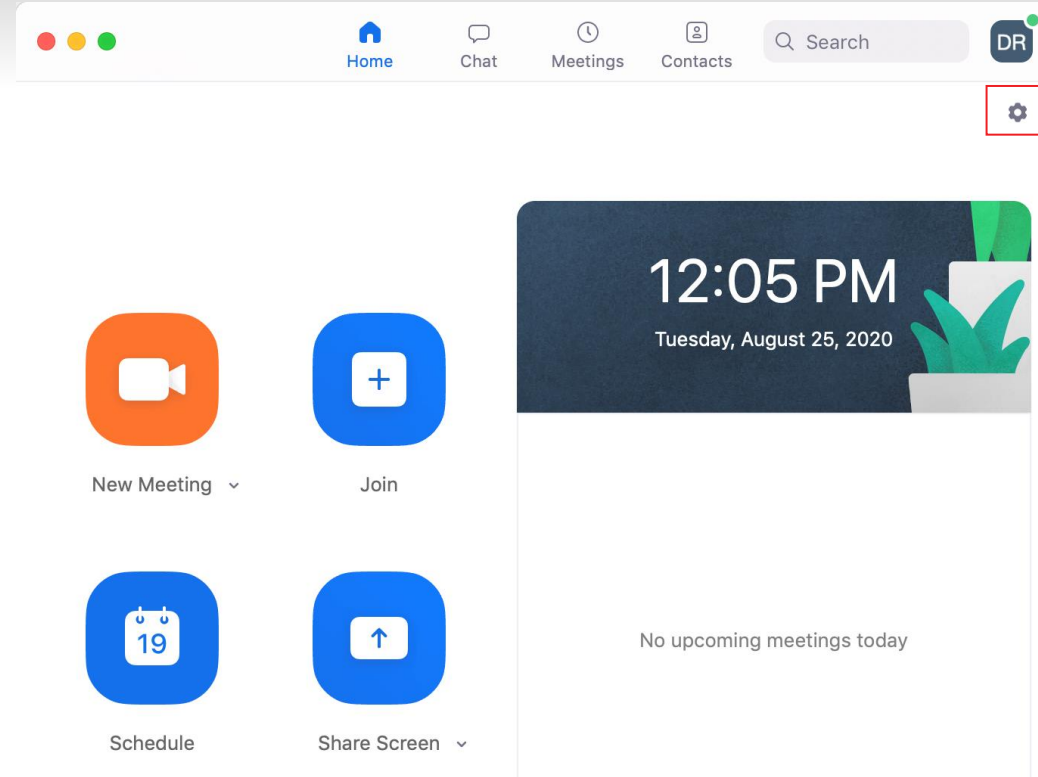 Home
Chat
Meetings
Contacts
Search
DR
12:05 PM
Tuesday, August 25, 2020
New Meeting
Join
19
No upcoming meetings today
Schedule
Share Screen